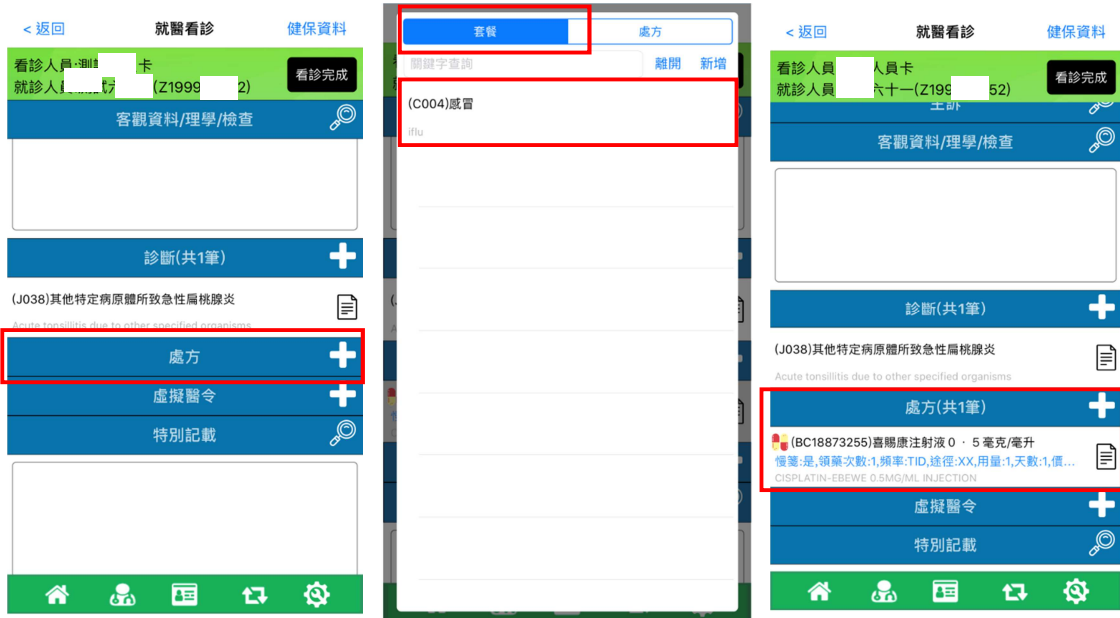 < 返回
就醫看診
健保資料
看診人員:測 卡
就診人員 (Z1999 2)
看診完成
客觀資料/理學/檢查
診斷(共1筆)
(J038)其他特定病原體所致急性扁桃腺炎
Acute tonsillitis due to other specified organisms
處方
虛擬醫令
特別記載
套餐
處方
關鍵字查詢
離開
新增
(C004)感冒
iflu
< 返回
就醫看診
健保資料
看診人員 人員卡
就診人員 六十一(Z199 52)
看診完成
主訴
客觀資料/理學/檢查
診斷(共1筆)
(J038)其他特定病原體所致急性扁桃腺炎
Acute tonsillitis due to other specified organisms
處方(共1筆)
(BC18873255)喜賜康注射液０．５毫克/毫升
慢箋:是,領藥次數:1,頻率:TID,途徑:XX,用量:1,天數:1,價...
CISPLATIN-EBEWE 0.5MG/ML INJECTION
虛擬醫令
特別記載